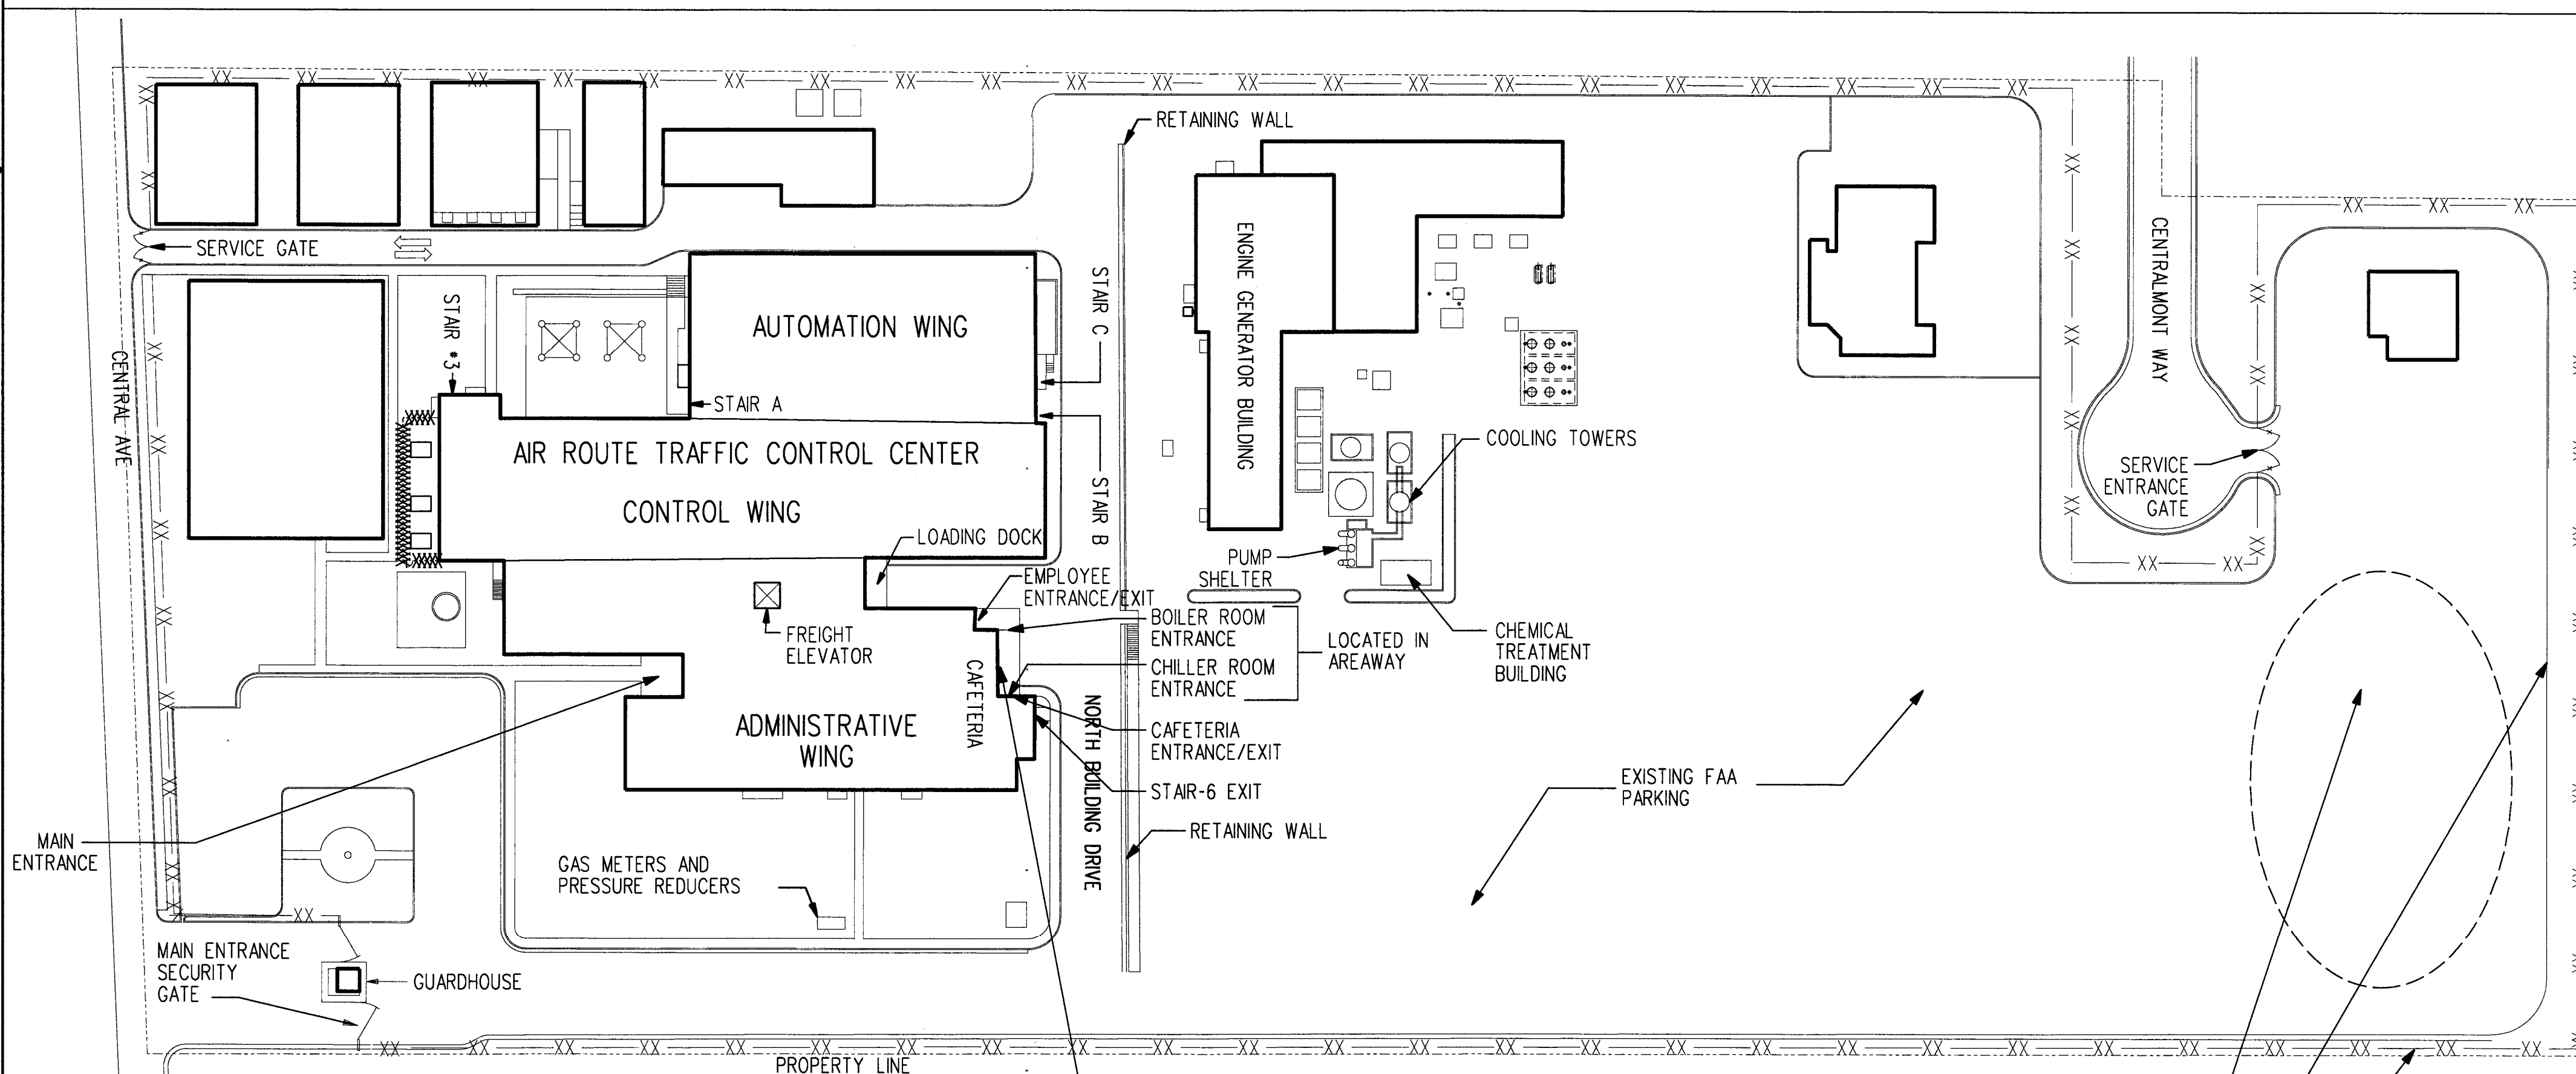 RETAINING WALL
SERVICE GATE
STAIR #3
STAIR C
ENGINE GENERATOR BUILDING
CENTRALMONT WAY
CENTRAL AVE
AUTOMATION WING
STAIR A
AIR ROUTE TRAFFIC CONTROL CENTER
CONTROL WING
STAIR B
COOLING TOWERS
SERVICE
ENTRANCE
GATE
LOADING DOCK
PUMP
SHELTER
EMPLOYEE
ENTRANCE/EXIT
FREIGHT
ELEVATOR
BOILER ROOM
ENTRANCE
CHILLER ROOM
ENTRANCE
LOCATED IN
AREAWAY
CHEMICAL
TREATMENT
BUILDING
CAFETERIA
ADMINISTRATIVE
WING
NORTH BUILDING DRIVE
CAFETERIA
ENTRANCE/EXIT
STAIR-6 EXIT
EXISTING FAA
PARKING
RETAINING WALL
MAIN
ENTRANCE
GAS METERS AND
PRESSURE REDUCERS
MAIN ENTRANCE
SECURITY
GATE
GUARDHOUSE
PROPERTY LINE